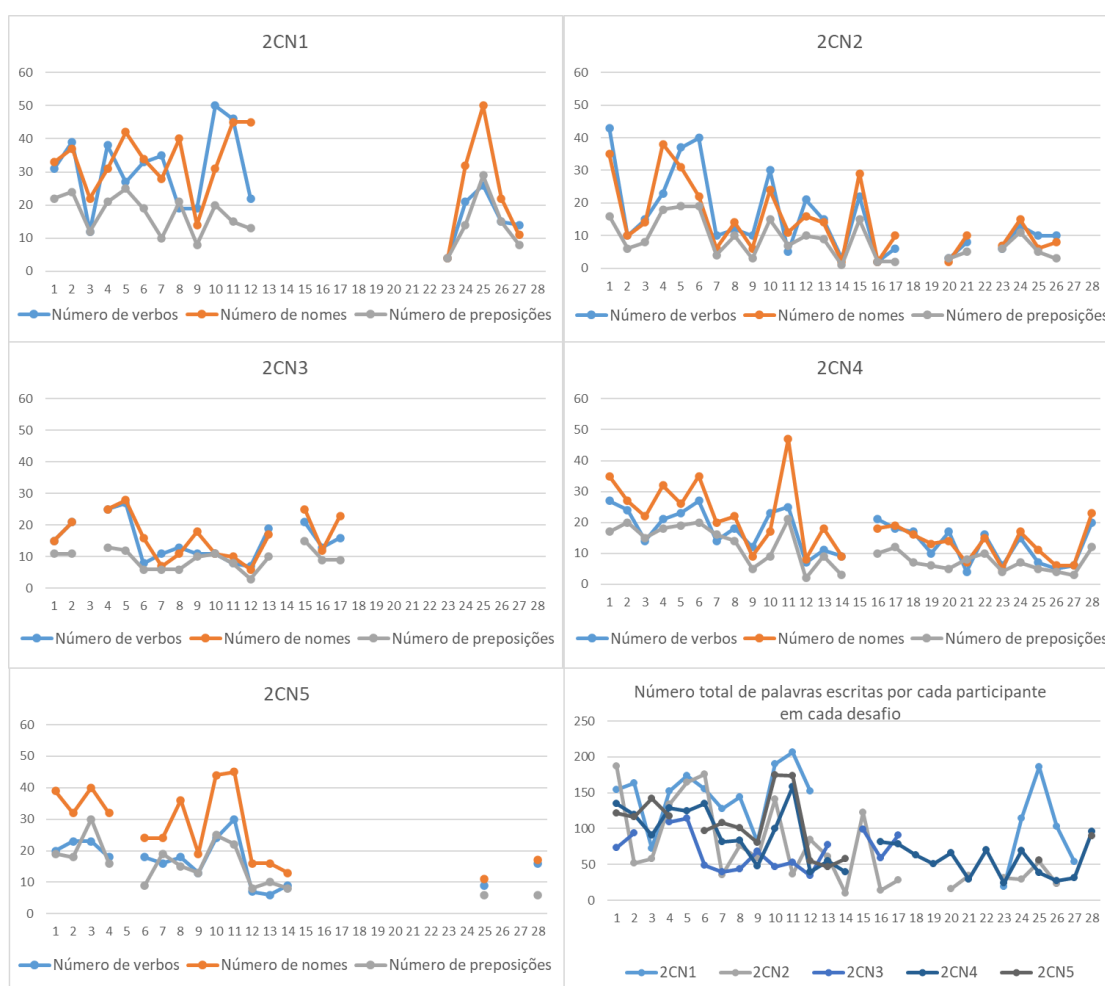 2CN1
60
50
40
30
20
10
0
1 2 3 4 5 6 7 8 9 10 11 12 13 14 15 16 17 18 19 20 21 22 22 23 24 25 27 28
Número de verbos Número de nomes Número de preposições
2CN2
60
50
40
30
20
10
0
1 2 3 4 5 6 7 8 9 10 11 12 13 14 15 16 17 18 19 20 21 22 23 24 25 26 27 28
Número de verbos Número de nomes Número de preposições
2CN3
60
50
40
30
20
10
0
1 2 3 4 5 6 7 8 9 10 11 12 13 14 15 16 17 18 19 20 21 22 22 23 24 25 27 28
Número de verbos Número de nomes Número de preposições
2CN4
60
50
40
30
20
10
0
1 2 3 4 5 6 7 8 9 10 11 12 13 14 15 16 17 18 19 20 21 22 23 24 25 26 27 28
Número de verbos Número de nomes Número de preposições
2CN5
60
50
40
30
20
10
0
1 2 3 4 5 6 7 8 9 10 11 12 13 14 15 16 17 18 19 20 21 22 22 23 24 25 27 28
Número de verbos Número de nomes Número de preposições
Número total de palavras escritas por cada participante
em cada desafio
250
200
150
100
50
0
1 2 3 4 5 6 7 8 9 10 11 12 13 14 15 16 17 18 19 20 21 22 23 24 25 26 27 28
2CN1 2CN2 2CN3 2CN4 2CN5